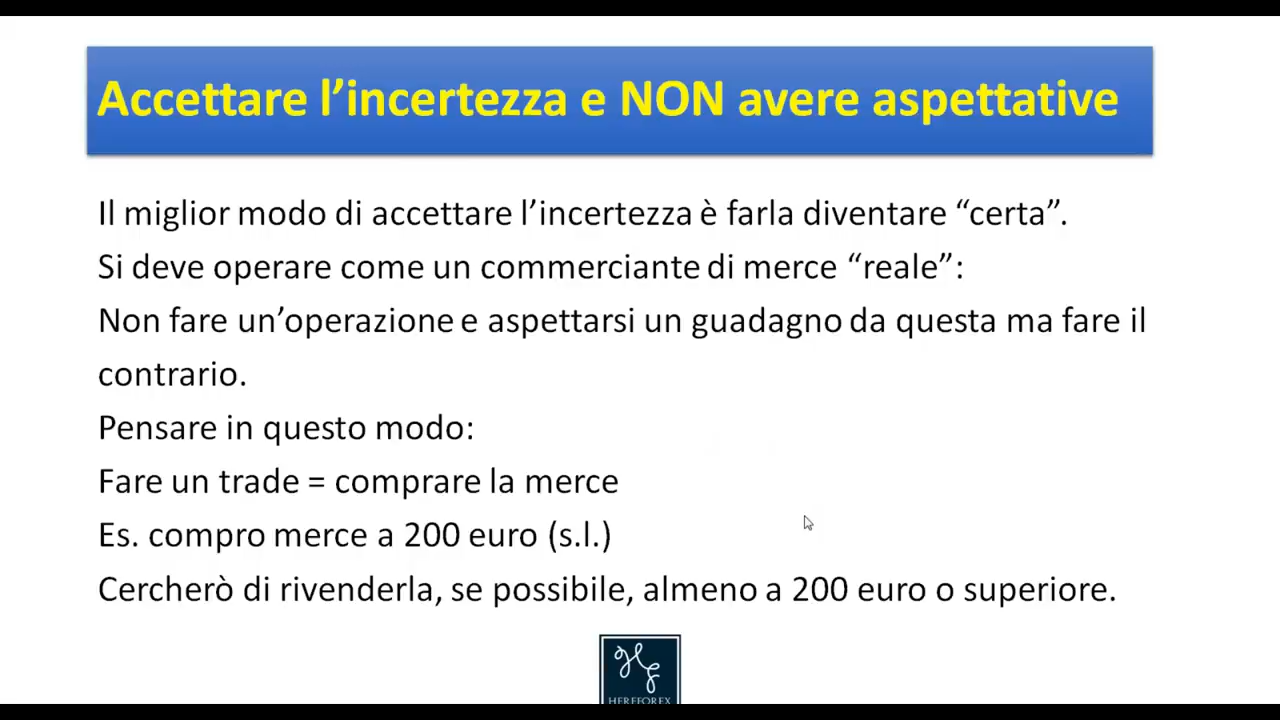 Accettare l’incertezza e NON avere aspettative
Il miglior modo di accettare l’incertezza è farla diventare “certa”.
Si deve operare come un commerciante di merce “reale”:
Non fare un’operazione e aspettarsi un guadagno da questa ma fare il
contrario.
Pensare in questo modo:
Fare un trade = comprare la merce
Es. compro merce a 200 euro (s.l.)
Cercherò di rivenderla, se possibile, almeno a 200 euro o superiore.
HF
HEREFOREX